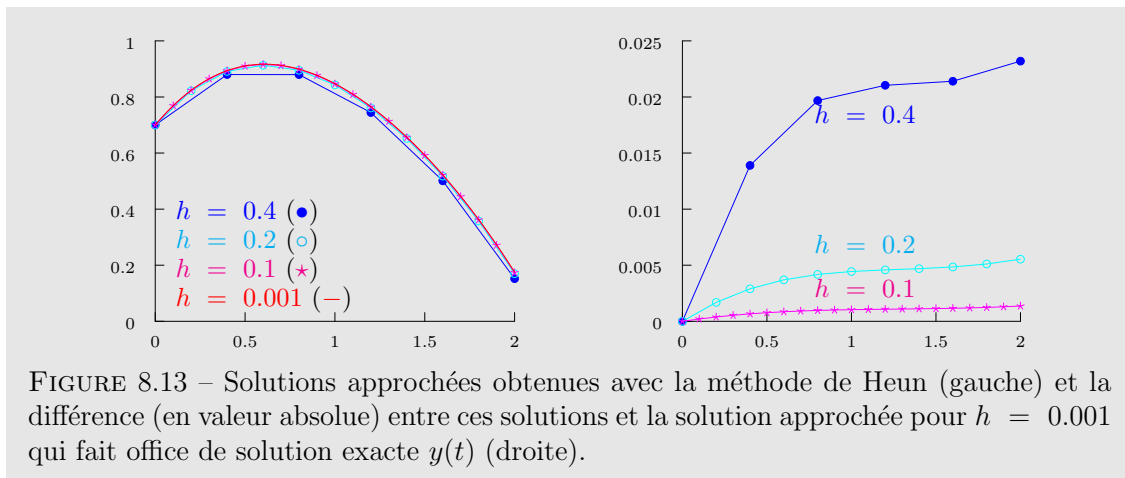 1
0.8
0.6
0.4
0.2
0
0 0.5 1 1.5 2
h = 0.4 (●)
h = 0.2 (○)
h = 0.1 (⋆)
h = 0.001 (−)
0.025
0.02
0.015
0.01
0.005
0
0 0.5 1 1.5 2
h = 0.4
h = 0.2
h = 0.1
FIGURE 8.13 – Solutions approchées obtenues avec la méthode de Heun (gauche) et la
différence (en valeur absolue) entre ces solutions et la solution approchée pour h = 0.001
qui fait office de solution exacte y(t) (droite).